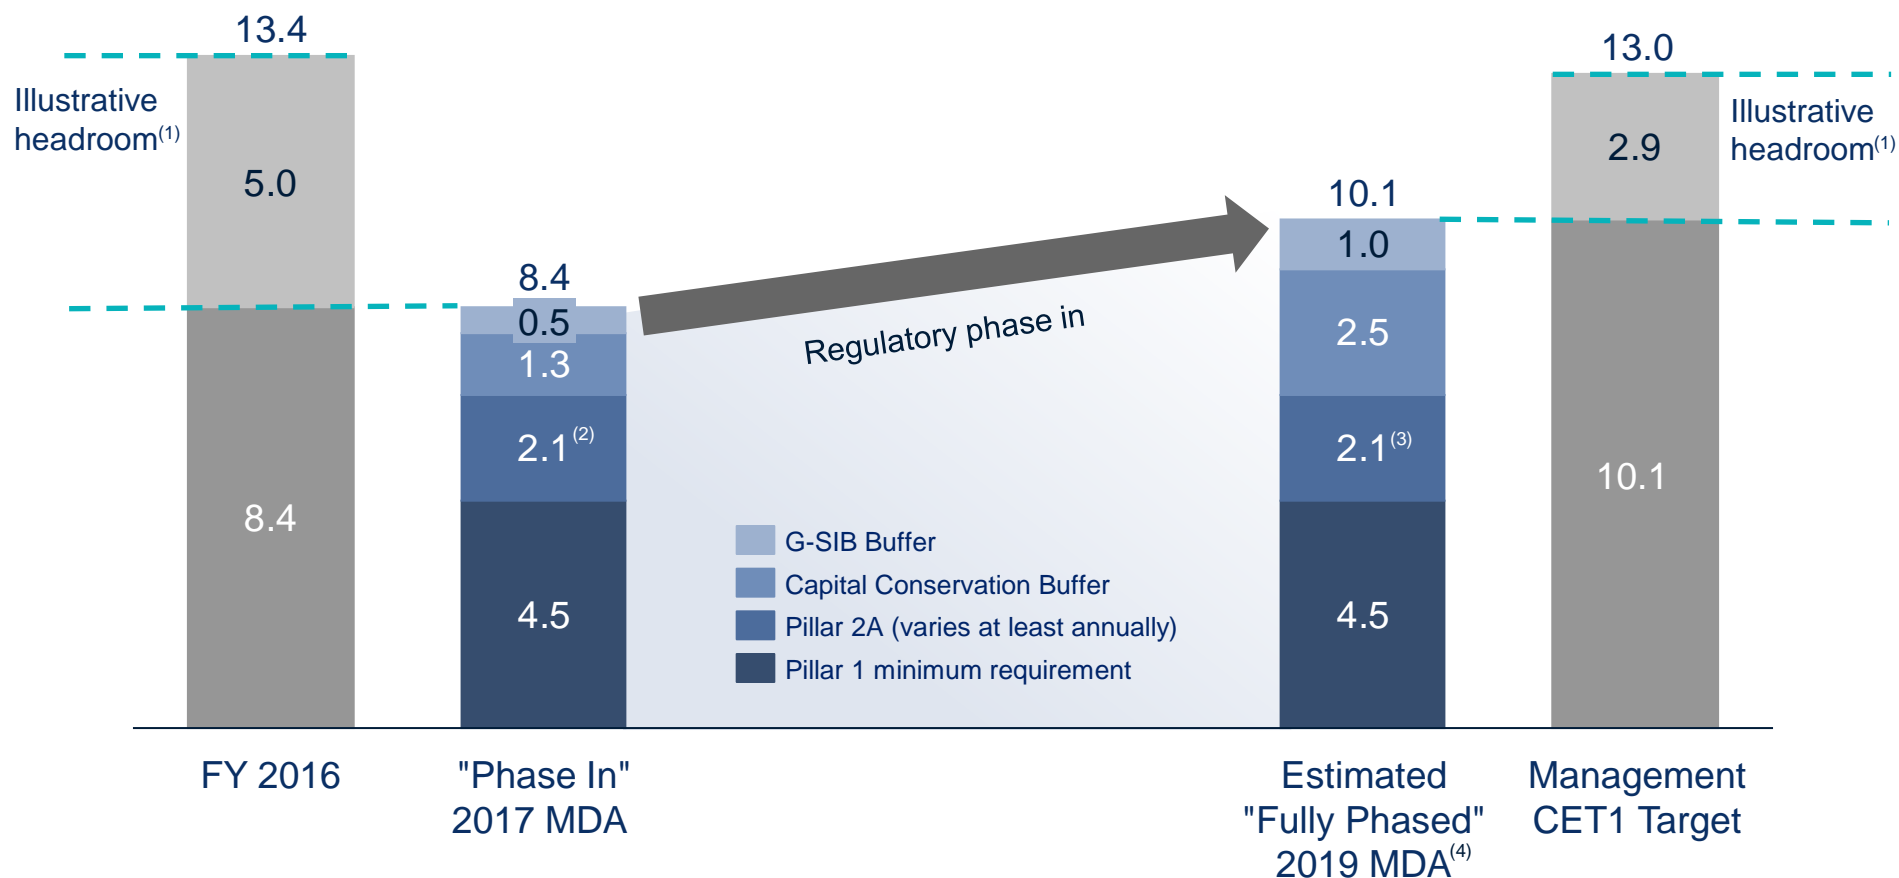 13.4
Illustrative
headroom(1)
5.0
8.4
8.4
0.5
1.3
2.1(2)
4.5
Regulatory phase in
G-SIB Buffer
Capital Conservation Buffer
Pillar 2A (varies at least annually)
Pillar 1 minimum requirement
10.1
1.0
2.5
2.1(3)
4.5
13.0
2.9
10.1
Illustrative
headroom(1)
FY 2016
"Phase In"
2017 MDA
Estimated
"Fully Phased"
2019 MDA(4)
Management
CET1 Target